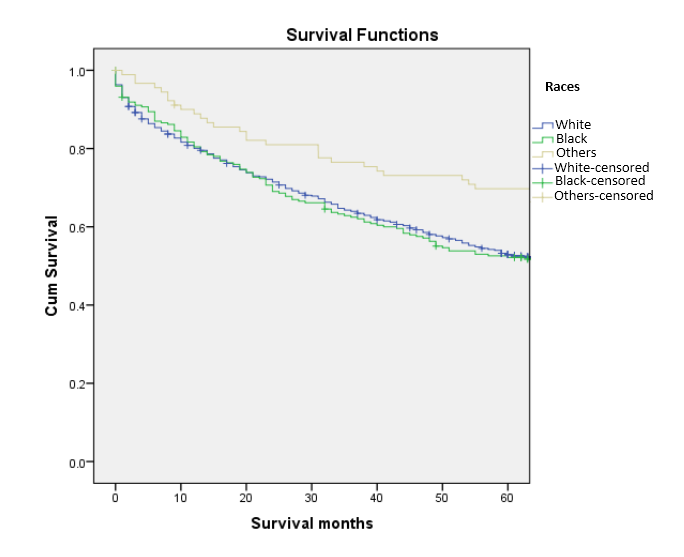 Survival Functions
Races
White
Black
Others
White-censored
Black-censored
Others-censored
Cum Survival
1.0
0.8
0.6
0.4
0.2
0.0
0 10 20 30 40 50 60
Survival months